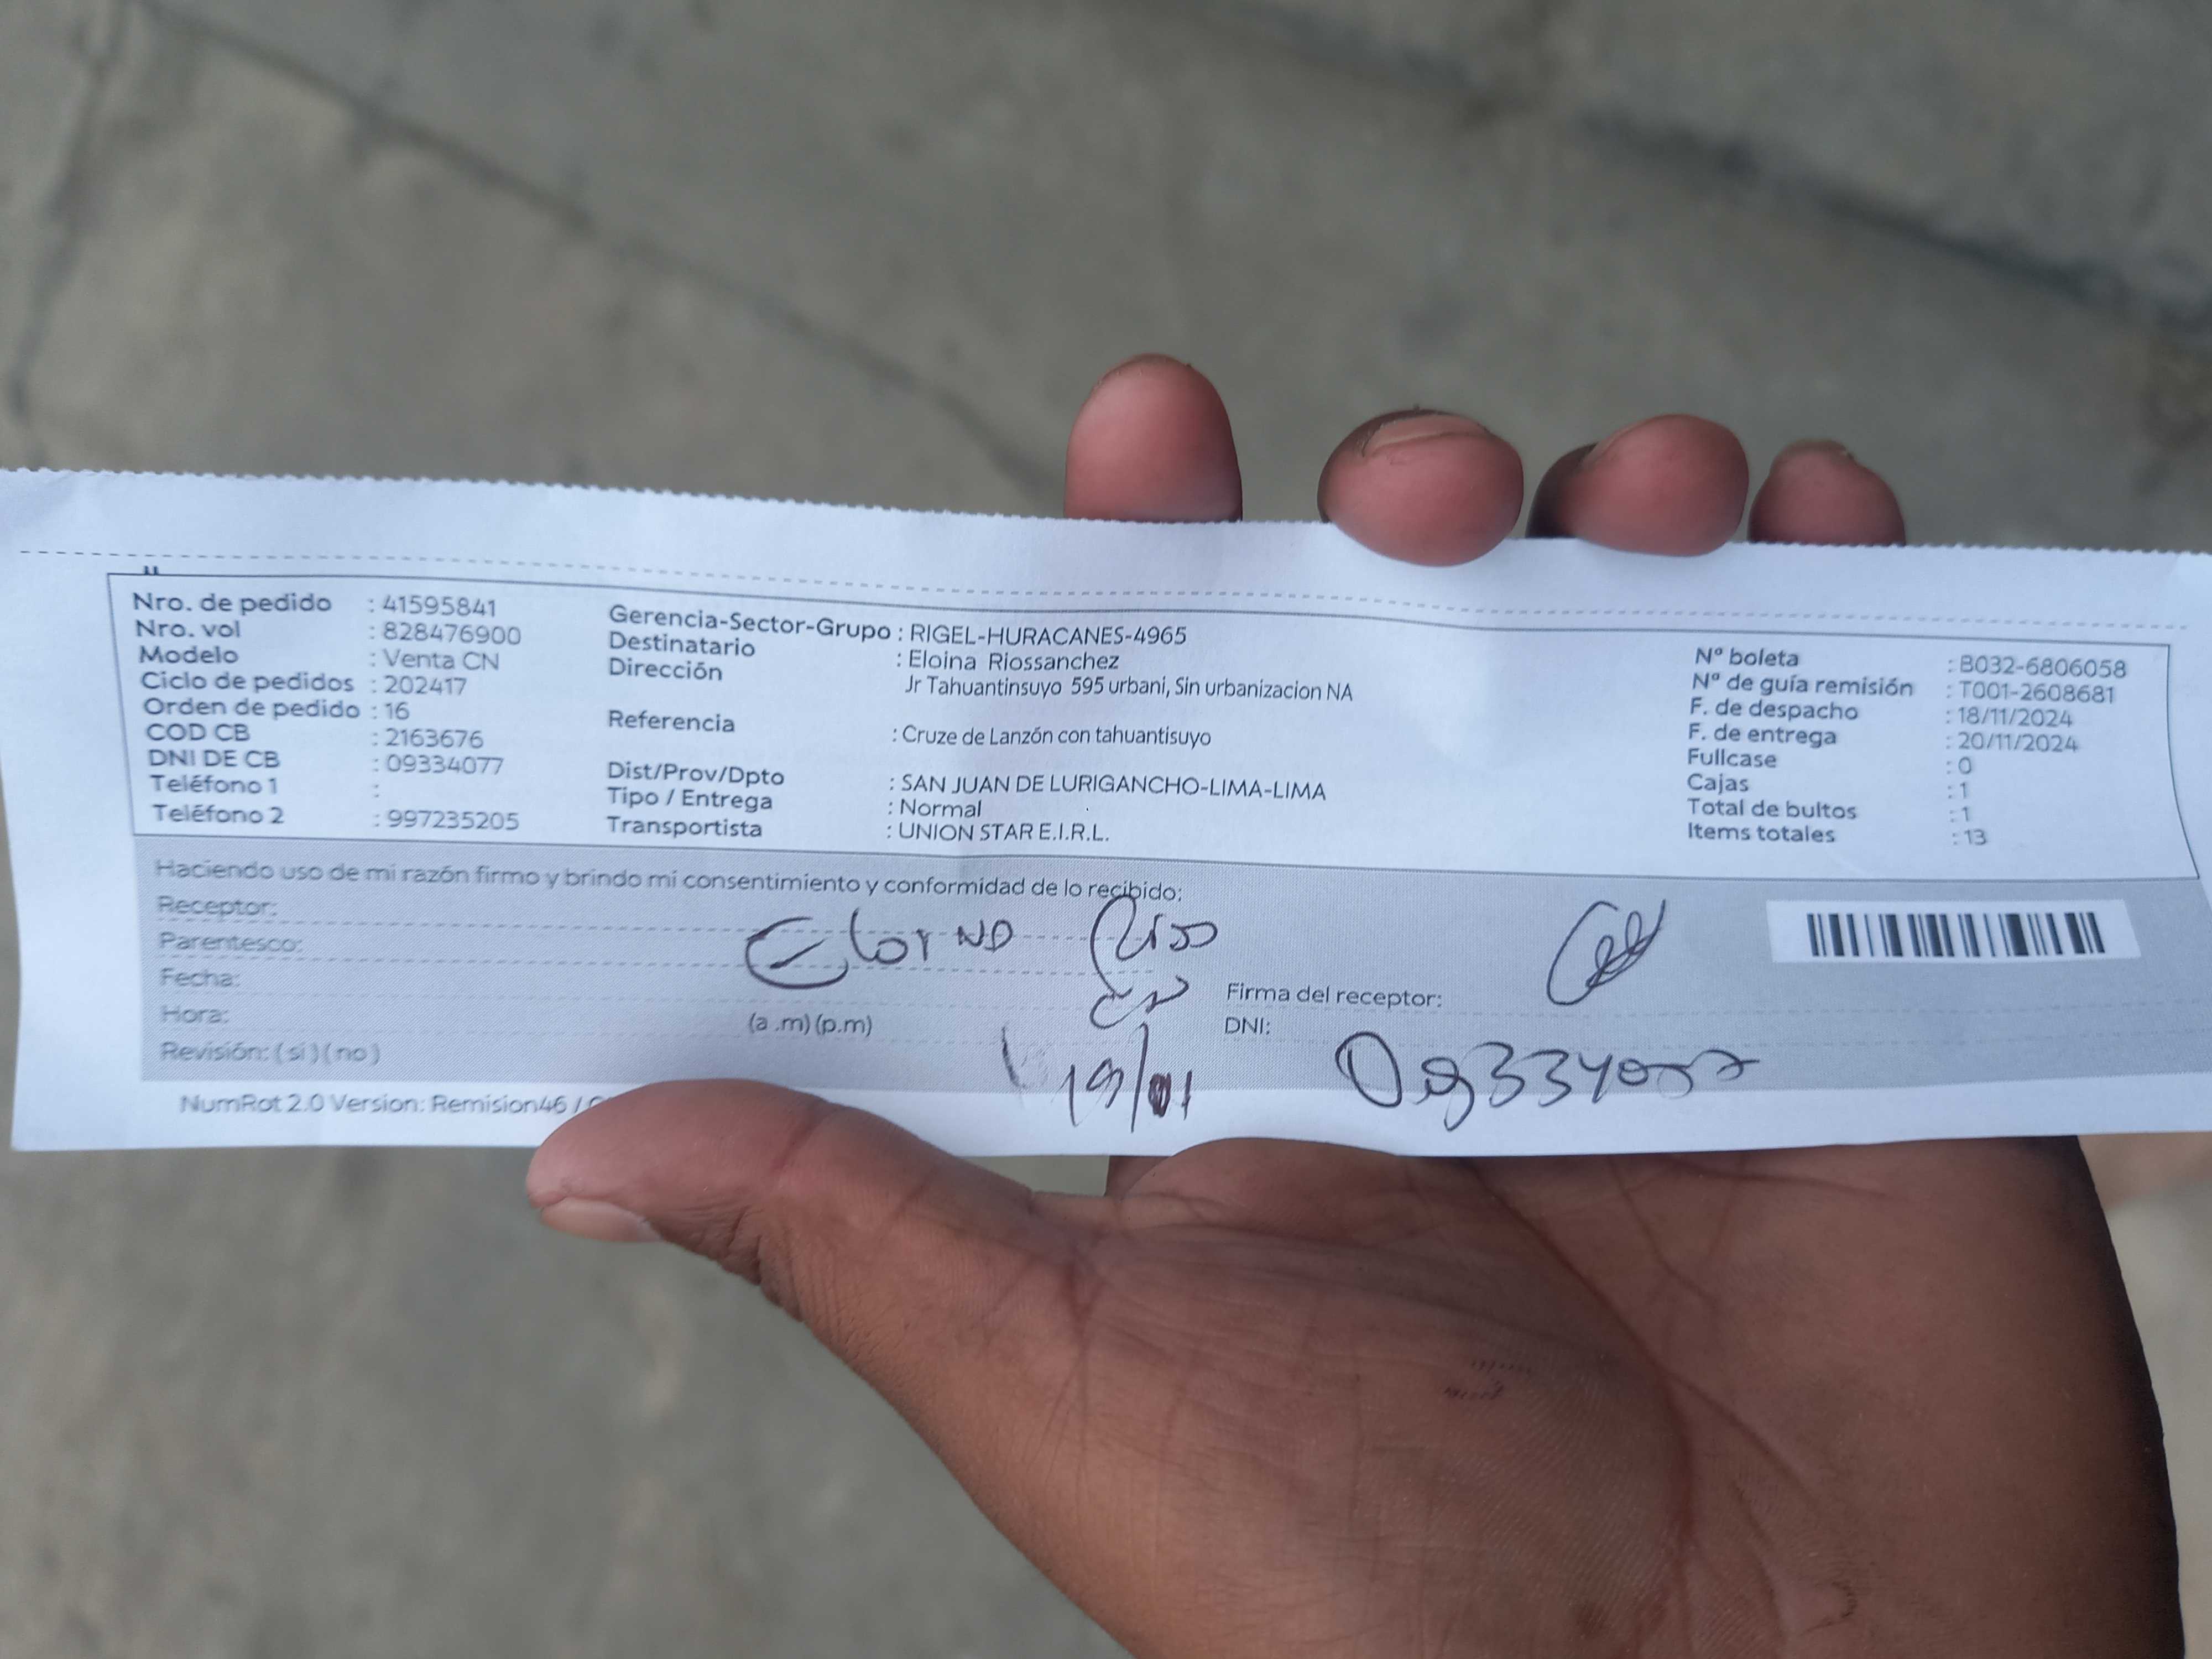 Nro. de pedido : 41595841
Nro. vol : 828476900
Modelo : Venta CN
Ciclo de pedidos : 202417
Orden de pedido : 16
COD CB : 2163676
DNI DE CB : 09334077
Teléfono 1 :
Teléfono 2 : 997235205
Gerencia-Sector-Grupo : RIGEL-HURACANES-4965
Destinatario : Eloina Riossanchez
Dirección Jr Tahuantinsuyo 595 urbani, Sin urbanizacion NA
Referencia : Cruze de Lanzón con tahuantisuyo
Dist/Prov/Dpto : SAN JUAN DE LURIGANCHO-LIMA-LIMA
Tipo / Entrega : Normal
Transportista : UNION STAR E.I.R.L.
Nº boleta : B032-6806058
Nº de guía remisión : T001-2608681
F. de despacho : 18/11/2024
F. de entrega : 20/11/2024
Fullcase : 0
Cajas : 1
Total de bultos : 1
Items totales : 13
Haciendo uso de mi razón firmo y brindo mi consentimiento y conformidad de lo recibido:
Receptor:
Parentesco:
Fecha:
Hora: (a .m) (p.m)
Revisión: ( si ) ( no )
Firma del receptor:
DNI:
NumRot 2.0 Version: Remision46 /